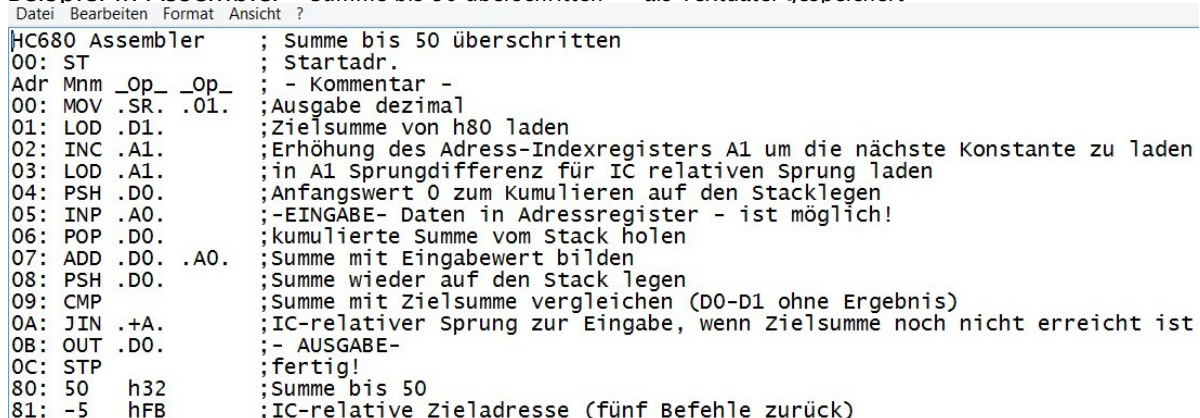 Datei Bearbeiten Format Ansicht ?
HC680 Assembler ; Summe bis 50 überschritten
00: ST ; Startadr.
Adr Mnm _Op_ _Op_ ; - Kommentar -
00: MOV .SR. .01. ;Ausgabe dezimal
01: LOD .D1. ;Zielsumme von h80 laden
02: INC .A1. ;Erhöhung des Adress-Indexregisters A1 um die nächste Konstante zu laden
03: LOD .A1. ;in A1 Sprungdifferenz für IC relativen Sprung laden
04: PSH .D0. ;Anfangswert 0 zum Kumulieren auf den Stacklegen
05: INP .A0. ;-EINGABE- Daten in Adressregister - ist möglich!
06: POP .D0. ;kumulierte Summe vom Stack holen
07: ADD .D0. .A0. ;Summe mit Eingabewert bilden
08: PSH .D0. ;Summe wieder auf den Stack legen
09: CMP ;Summe mit Zielsumme vergleichen (D0-D1 ohne Ergebnis)
0A: JIN .+A. ;IC-relativer Sprung zur Eingabe, wenn Zielsumme noch nicht erreicht ist
0B: OUT .D0. ;- AUSGABE-
0C: STP ;fertig!
80: 50 h32 ;Summe bis 50
81: -5 hFB ;IC-relative Zieladresse (fünf Befehle zurück)